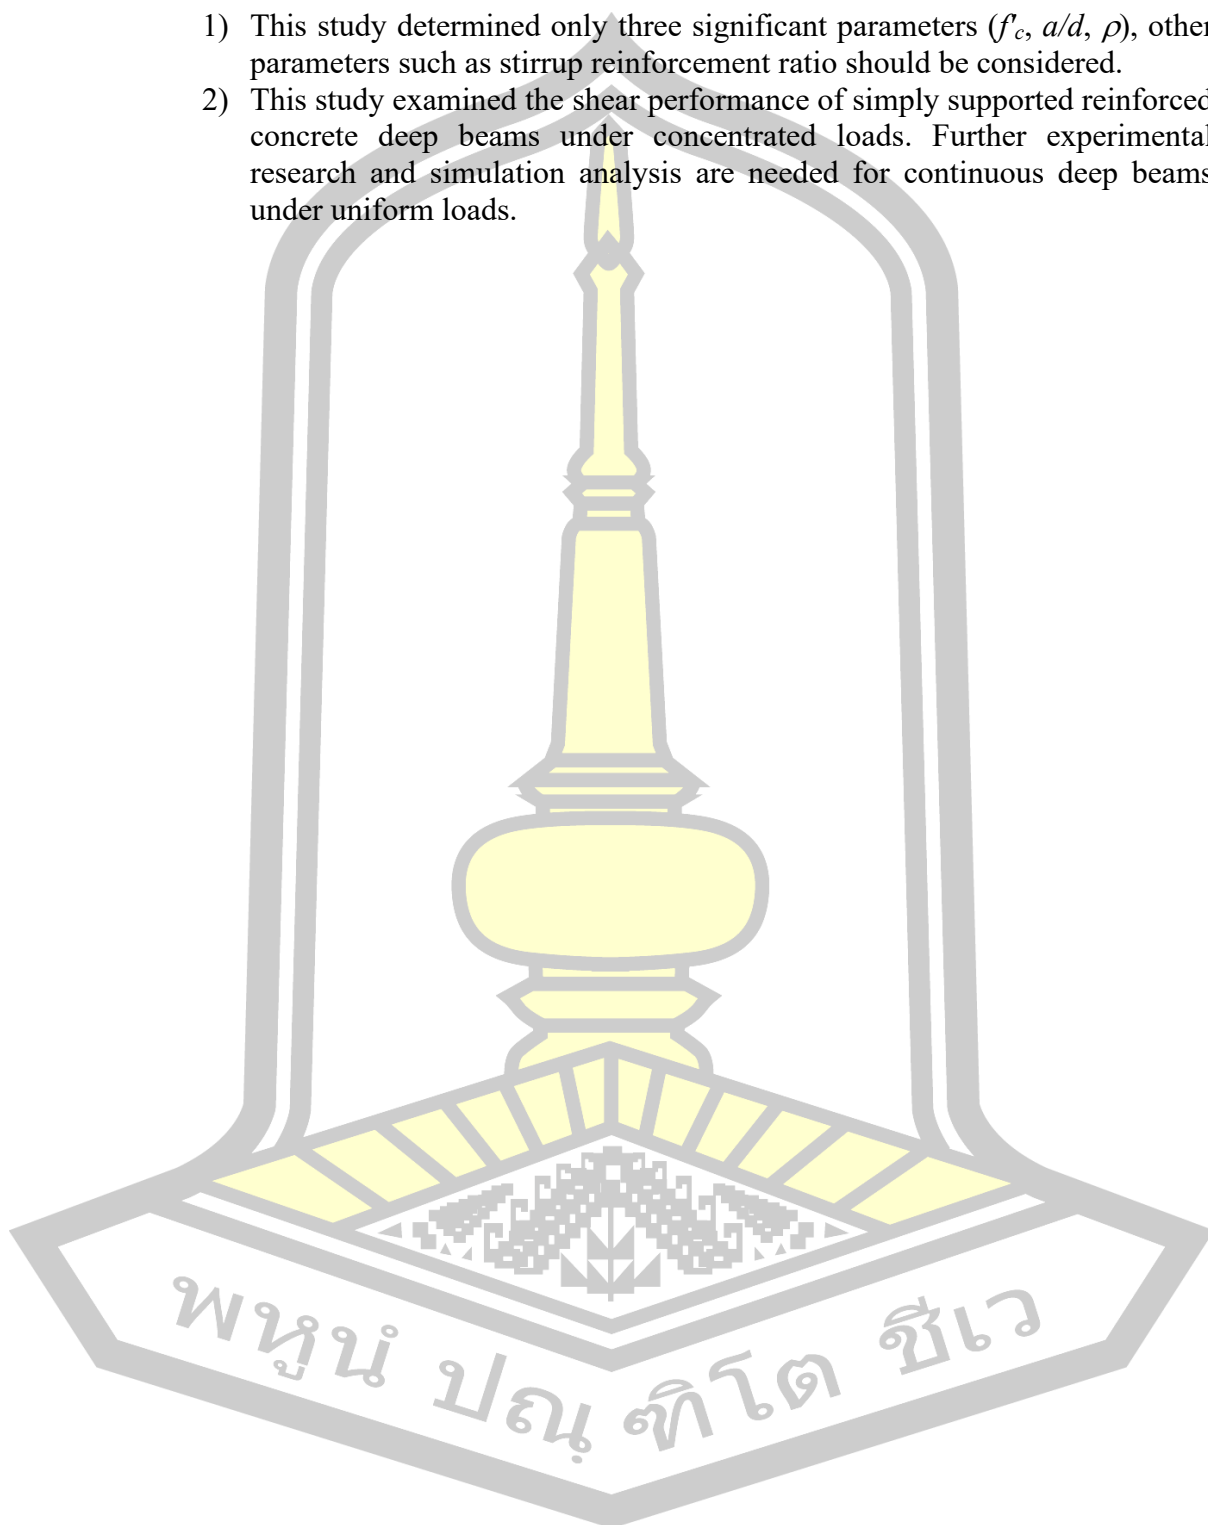 1) This study determined only three significant parameters (f'c, a/d, ρ), other
parameters such as stirrup reinforcement ratio should be considered.
2) This study examined the shear performance of simply supported reinforced
concrete deep beams under concentrated loads. Further experimental
research and simulation analysis are needed for continuous deep beams
under uniform loads.
พหูนํ ปณฺฑิโต ชีเว